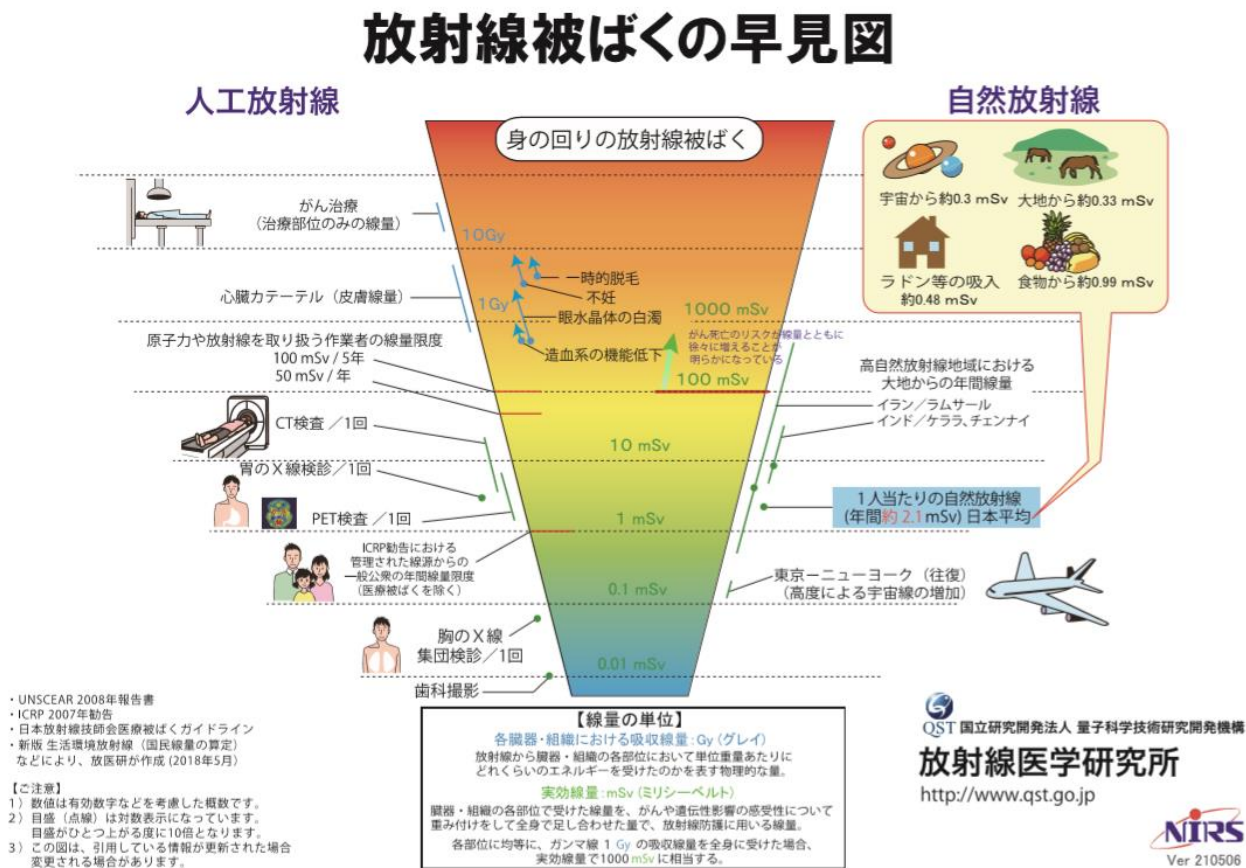 放射線被ばくの早見図
人工放射線
自然放射線
身の回りの放射線被ばく
宇宙から約0.3 mSv
大地から約0.33 mSv
ラドン等の吸入
約0.48 mSv
食物から約0.99 mSv
がん治療
(治療部位のみの線量)
10Gy
心臓カテーテル(皮膚線量)
1Gy
一時的脱毛
不妊
眼水晶体の白濁
造血系の機能低下
1000 mSv
がん死亡のリスクが線量とともに
徐々に増えることが
明らかになっている
100 mSv
原子力や放射線を取り扱う作業者の線量限度
100 mSv / 5年
50 mSv / 年
高自然放射線地域における
大地からの年間線量
イラン/ラムサール
インド/ケララ、チェンナイ
CT検査 /1回
10 mSv
胃のX線検診/1回
PET検査 /1回
1 mSv
1人当たりの自然放射線
(年間約 2.1mSv) 日本平均
ICRP勧告における
管理された線源からの
一般公衆の年間線量限度
(医療被ばくを除く)
0.1 mSv
東京ーニューヨーク(往復)
(高度による宇宙線の増加)
胸のX線
集団検診/1回
0.01 mSv
歯科撮影
・UNSCEAR 2008年報告書
・ICRP 2007年勧告
・日本放射線技師会医療被ばくガイドライン
・新版 生活環境放射線(国民線量の算定)
などにより、放医研が作成 (2018年5月)
【ご注意】
1) 数値は有効数字などを考慮した概数です。
2) 目盛(点線)は対数表示になっています。
目盛がひとつ上がる度に10倍となります。
3) この図は、引用している情報が更新された場合
変更される場合があります。
【線量の単位】
各臓器・組織における吸収線量:Gy (グレイ)
放射線から臓器・組織の各部位において単位重量あたりに
どれくらいのエネルギーを受けたのかを表す物理的な量。
実効線量:mSv (ミリシーベルト)
臓器・組織の各部位で受けた線量を、がんや遺伝性影響の感受性について
重み付けをして全身で足し合わせた量で、放射線防護に用いる線量。
各部位に均等に、ガンマ線 1 Gy の吸収線量を全身に受けた場合、
実効線量で1000 mSv に相当する。
QST 国立研究開発法人 量子科学技術研究開発機構
放射線医学研究所
http://www.qst.go.jp
NIRS
Ver 210506